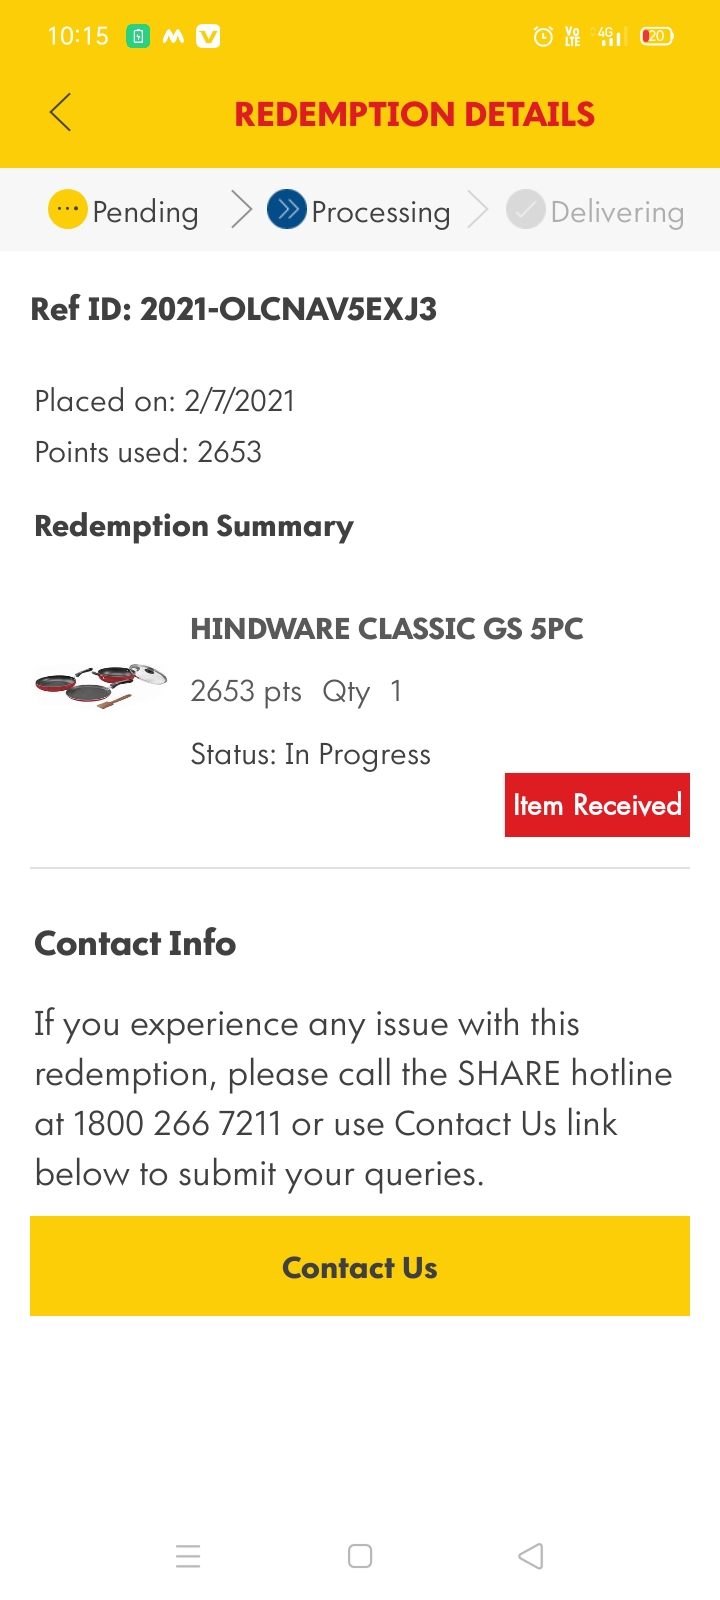 10:15 Vo LTE 4G 20
REDEMPTION DETAILS
Pending Processing Delivering
Ref ID: 2021-OLCNAV5EXJ3
Placed on: 2/7/2021
Points used: 2653
Redemption Summary
HINDWARE CLASSIC GS 5PC
2653 pts Qty 1
Status: In Progress
Item Received
Contact Info
If you experience any issue with this
redemption, please call the SHARE hotline
at 1800 266 7211 or use Contact Us link
below to submit your queries.
Contact Us